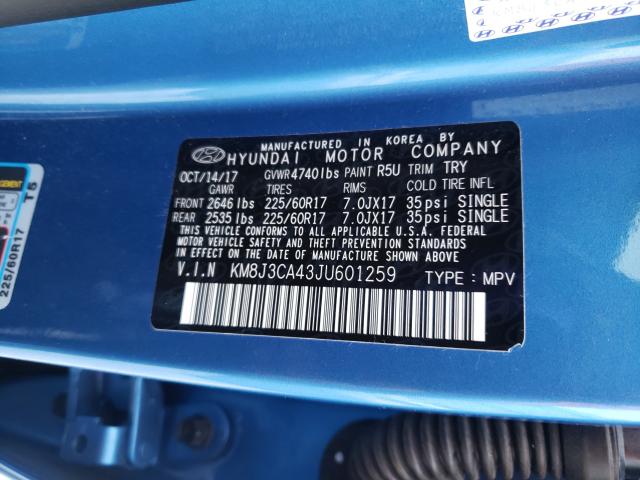 MANUFACTURED IN KOREA BY
HYUNDAI MOTOR COMPANY
OCT/14/17 GVWR 4740lbs PAINT R5U TRIM TRY
GAWR TIRES RIMS COLD TIRE INFL
FRONT 2646 lbs 225/60R17 7.0JX17 35psi SINGLE
REAR 2535 lbs 225/60R17 7.0JX17 35psi SINGLE
THIS VEHICLE CONFORMS TO ALL APPLICABLE U.S.A. FEDERAL
MOTOR VEHICLE SAFETY, BUMPER, AND THEFT PREVENTION
STANDARDS IN EFFECT ON THE DATE OF MANUFACTURE SHOWN ABOVE.
V.I.N KM8J3CA43JU601259 TYPE : MPV
225/60R17
T5